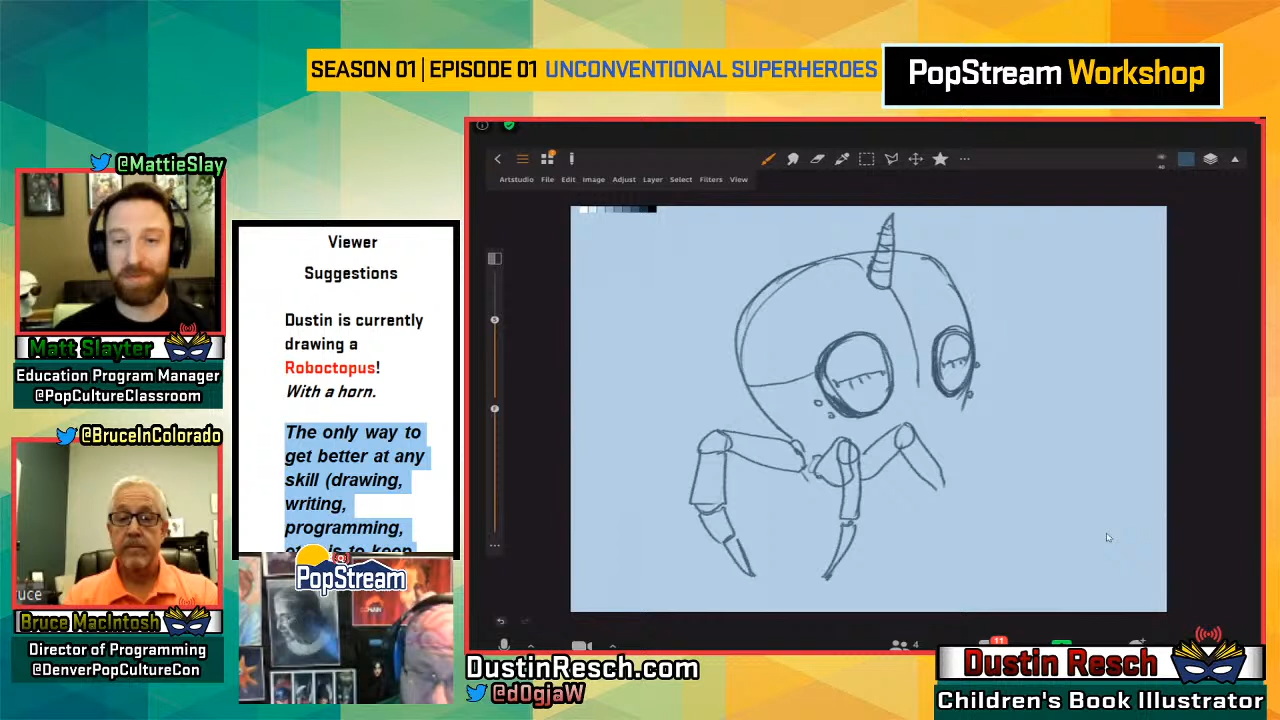 SEASON 01 | EPISODE 01 UNCONVENTIONAL SUPERHEROES
PopStream Workshop
@MattieSlay
Matt Slayter
Education Program Manager
@PopCultureClassroom
@BruceInColorado
ruce
Bruce MacIntosh
Director of Programming
@DenverPopCultureCon
Viewer
Suggestions
Dustin is currently
drawing a
Roboctopus!
With a horn.
The only way to
get better at any
skill (drawing,
writing,
programming,
PopStream
Artstudio File Edit Image Adjust Layer Select Filters View
4
11
DustinResch.com
@d0gjaW
Dustin Resch
Children's Book Illustrator